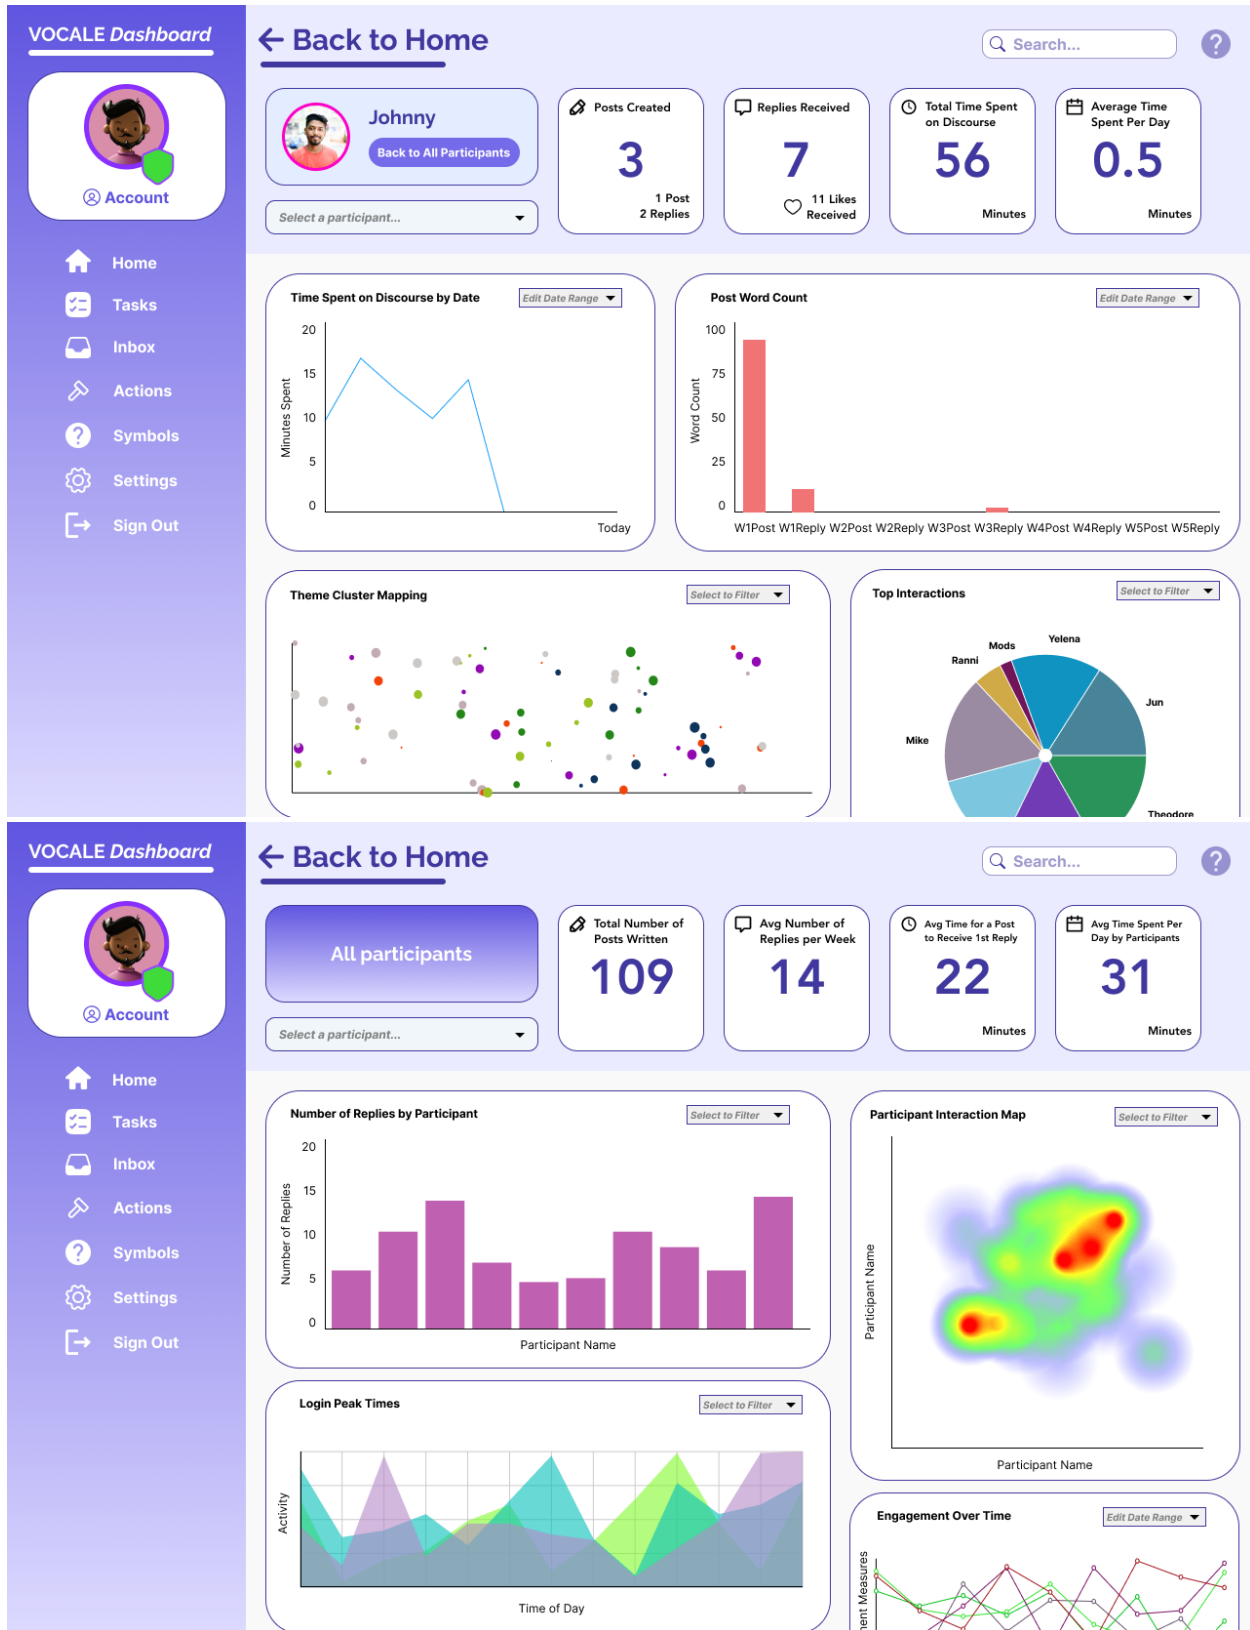 VOCALE Dashboard
Account
Home
Tasks
Inbox
Actions
Symbols
Settings
Sign Out
Back to Home
Search...
?
Johnny
Back to All Participants
Select a participant...
Posts Created
3
1 Post
2 Replies
Replies Received
7
11 Likes
Received
Total Time Spent
on Discourse
56
Minutes
Average Time
Spent Per Day
0.5
Minutes
Time Spent on Discourse by Date
Edit Date Range
Minutes Spent
20
15
10
5
0
Today
Post Word Count
Edit Date Range
Word Count
100
75
50
25
0
W1Post W1Reply W2Post W2Reply W3Post W3Reply W4Post W4Reply W5Post W5Reply
Theme Cluster Mapping
Select to Filter
Top Interactions
Select to Filter
Yelena
Mods
Ranni
Jun
Mike
Theodore
VOCALE Dashboard
Account
Home
Tasks
Inbox
Actions
Symbols
Settings
Sign Out
Back to Home
Search...
?
All participants
Select a participant...
Total Number of
Posts Written
109
Avg Number of
Replies per Week
14
Avg Time for a Post
to Receive 1st Reply
22
Minutes
Avg Time Spent Per
Day by Participants
31
Minutes
Number of Replies by Participant
Select to Filter
Number of Replies
20
15
10
5
0
Participant Name
Participant Interaction Map
Select to Filter
Participant Name
Participant Name
Login Peak Times
Select to Filter
Activity
Time of Day
Engagement Over Time
Edit Date Range
Measures